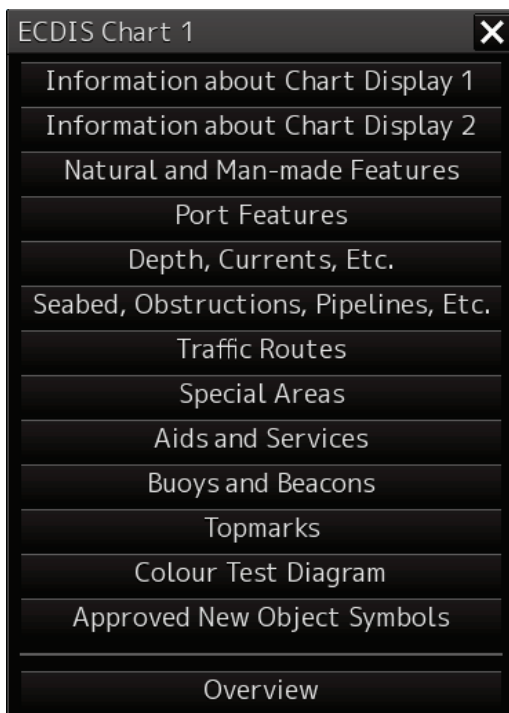 ECDIS Chart 1
Information about Chart Display 1
Information about Chart Display 2
Natural and Man-made Features
Port Features
Depth, Currents, Etc.
Seabed, Obstructions, Pipelines, Etc.
Traffic Routes
Special Areas
Aids and Services
Buoys and Beacons
Topmarks
Colour Test Diagram
Approved New Object Symbols
Overview